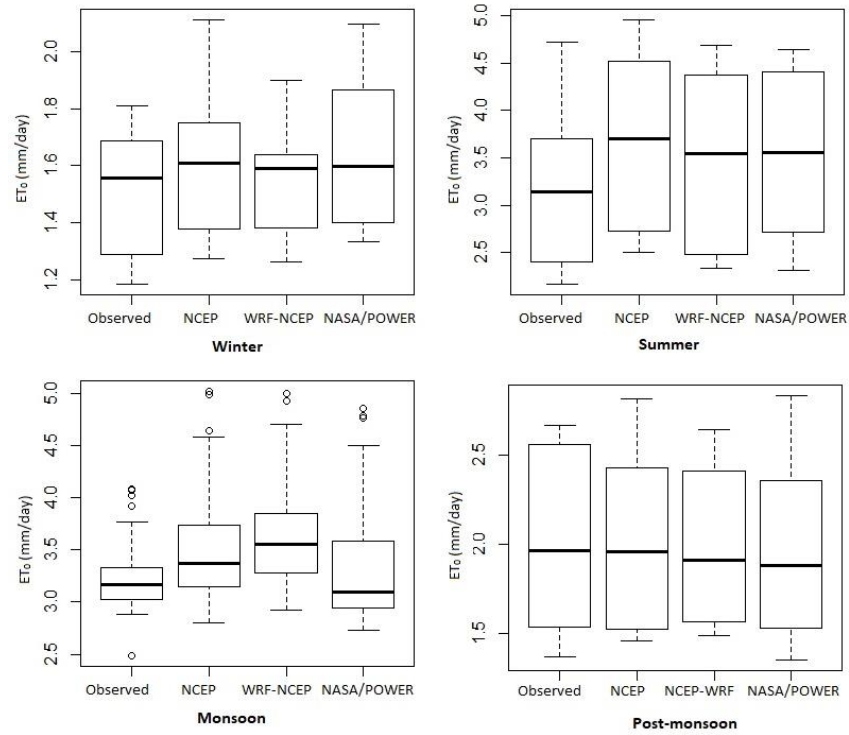 ET₀ (mm/day)
2.0
1.8
1.6
1.4
1.2
Observed NCEP WRF-NCEP NASA/POWER
Winter
ET₀ (mm/day)
5.0
4.5
4.0
3.5
3.0
2.5
Observed NCEP WRF-NCEP NASA/POWER
Summer
ET₀ (mm/day)
5.0
4.5
4.0
3.5
3.0
2.5
Observed NCEP WRF-NCEP NASA/POWER
Monsoon
ET₀ (mm/day)
2.5
2.0
1.5
Observed NCEP NCEP-WRF NASA/POWER
Post-monsoon